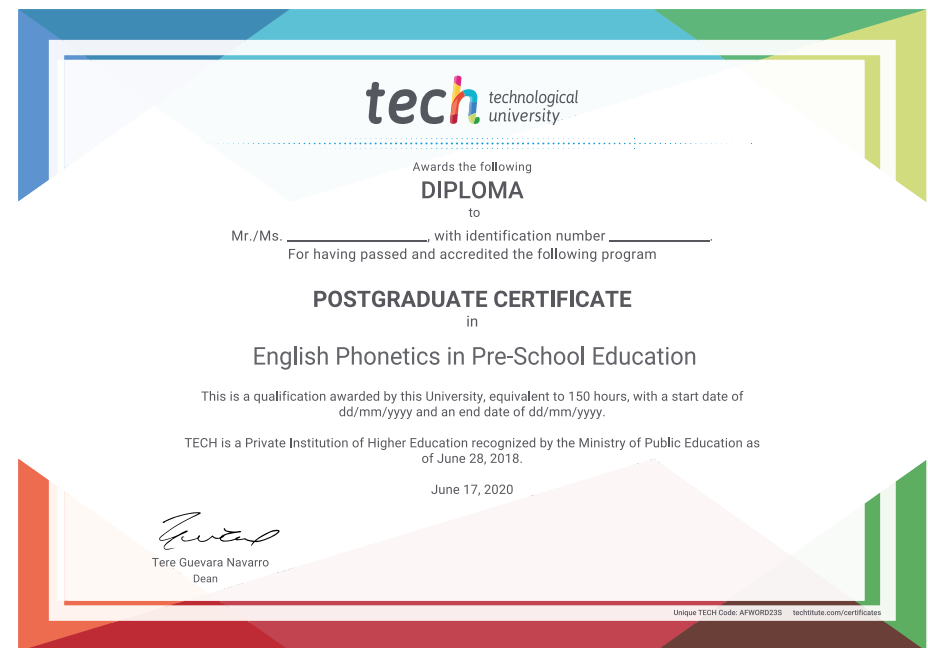 tech technological
university
Awards the following
DIPLOMA
to
Mr./Ms. ____________, with identification number ____________.
For having passed and accredited the following program
POSTGRADUATE CERTIFICATE
in
English Phonetics in Pre-School Education
This is a qualification awarded by this University, equivalent to 150 hours, with a start date of
dd/mm/yyyy and an end date of dd/mm/yyyy.
TECH is a Private Institution of Higher Education recognized by the Ministry of Public Education as
of June 28, 2018.
June 17, 2020
Tere Guevara Navarro
Dean
Unique TECH Code: AFWORD23S techtitute.com/certificates